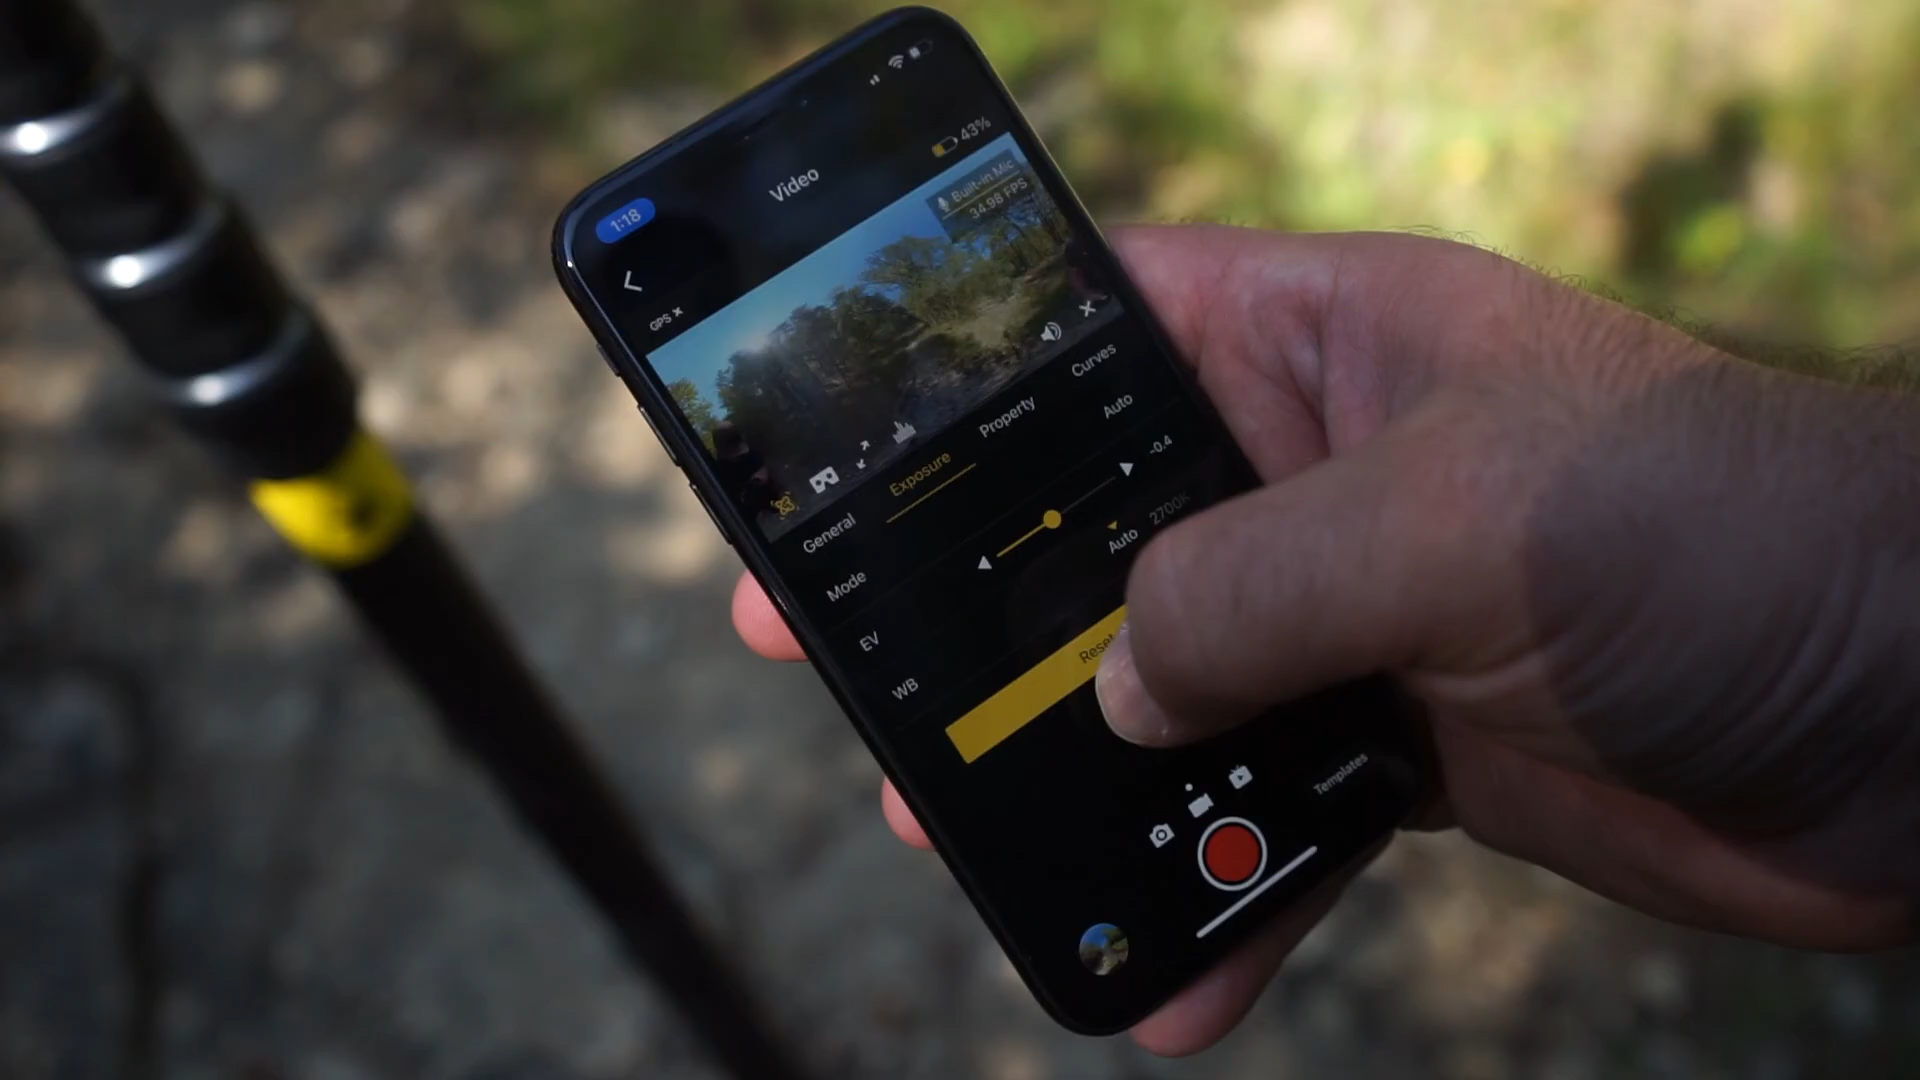 1:18
Video
43%
GPS
Built-in Mic
34.98 FPS
General
Exposure
Property
Curves
Mode
Auto
EV
-0.4
WB
Auto
2700K
Reset
Templates